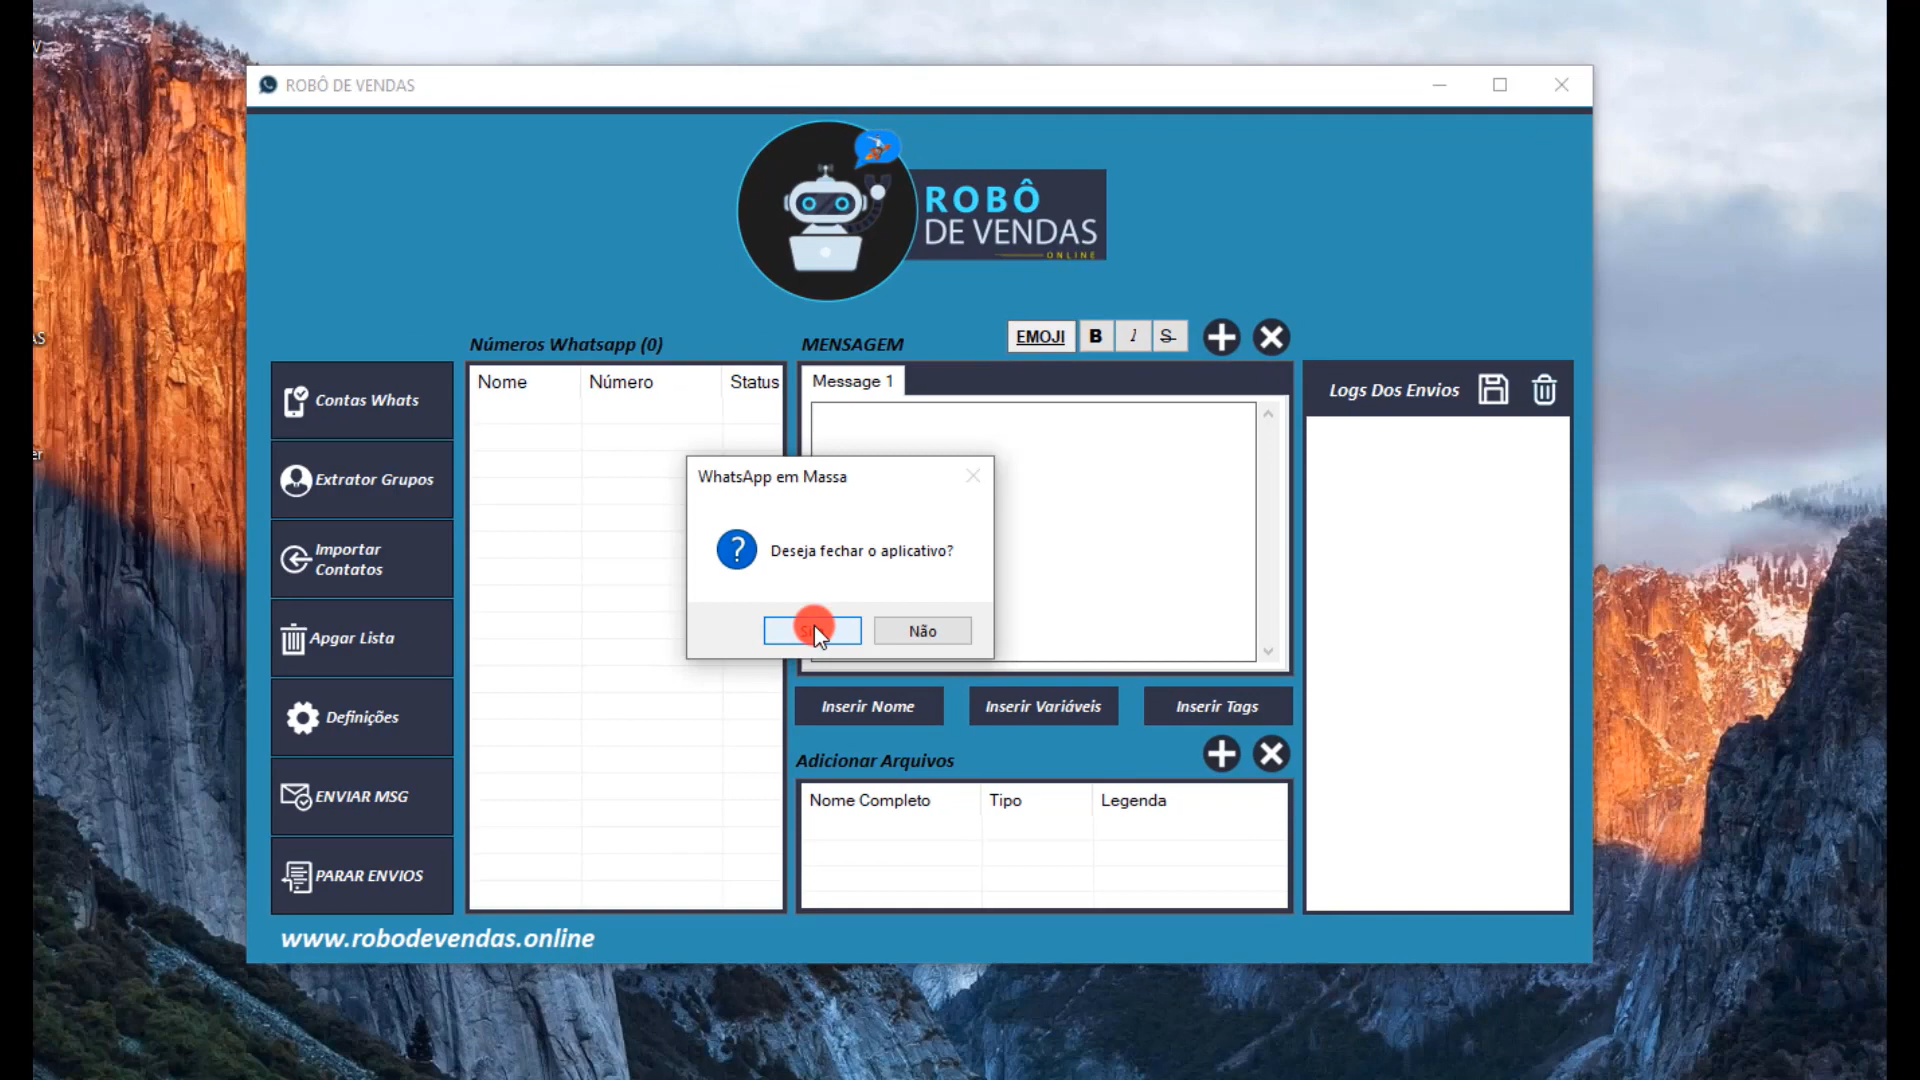 ROBÔ DE VENDAS
ROBÔ
DE VENDAS
ONLINE
EMOJI B I S
Números Whatsapp (0)
MENSAGEM
Nome Número Status
Message 1
Logs Dos Envios
Contas Whats
Extrator Grupos
Importar
Contatos
Apgar Lista
Definições
ENVIAR MSG
PARAR ENVIOS
WhatsApp em Massa
?
Deseja fechar o aplicativo?
Não
Inserir Nome
Inserir Variáveis
Inserir Tags
Adicionar Arquivos
Nome Completo Tipo Legenda
www.robodevendas.online